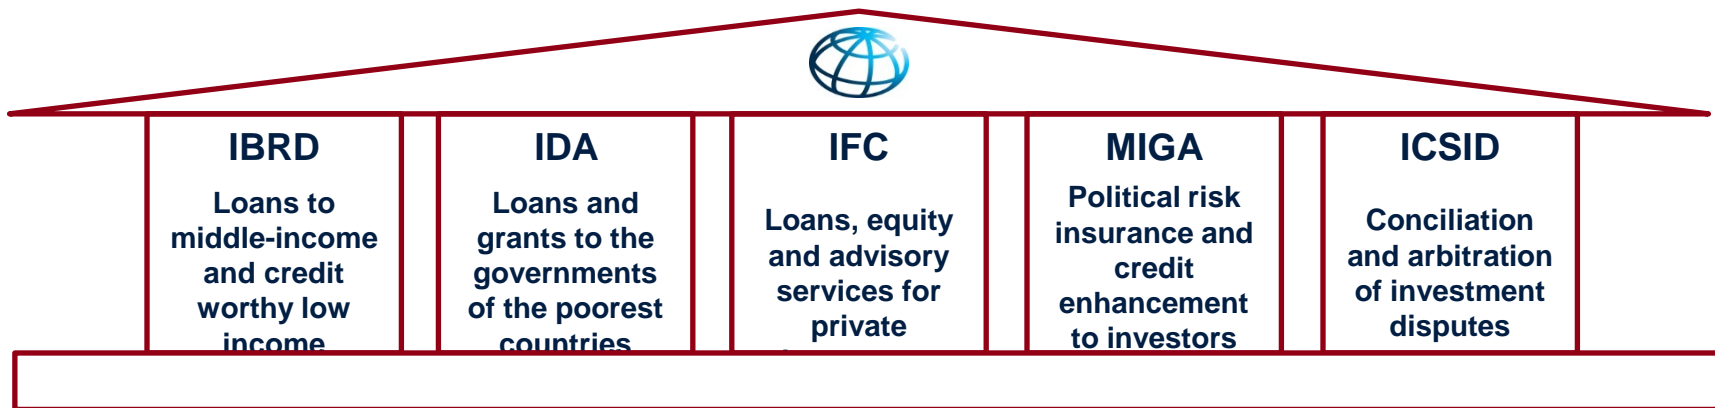 IBRD
Loans to
middle-income
and credit
worthy low
income
IDA
Loans and
grants to the
governments
of the poorest
countries
IFC
Loans, equity
and advisory
services for
private
MIGA
Political risk
insurance and
credit
enhancement
to investors
ICSID
Conciliation
and arbitration
of investment
disputes